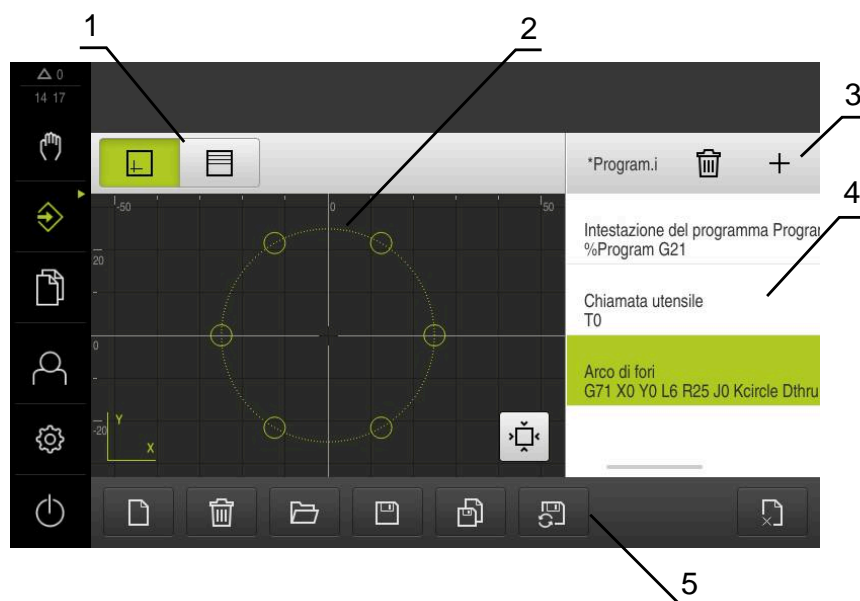 1
2
3
4
5
0
14 17
*Program.i
-50
0
50
20
0
-20
Y
X
Intestazione del programma Progra
%Program G21
Chiamata utensile
T0
Arco di fori
G71 X0 Y0 L6 R25 J0 Kcircle Dthru